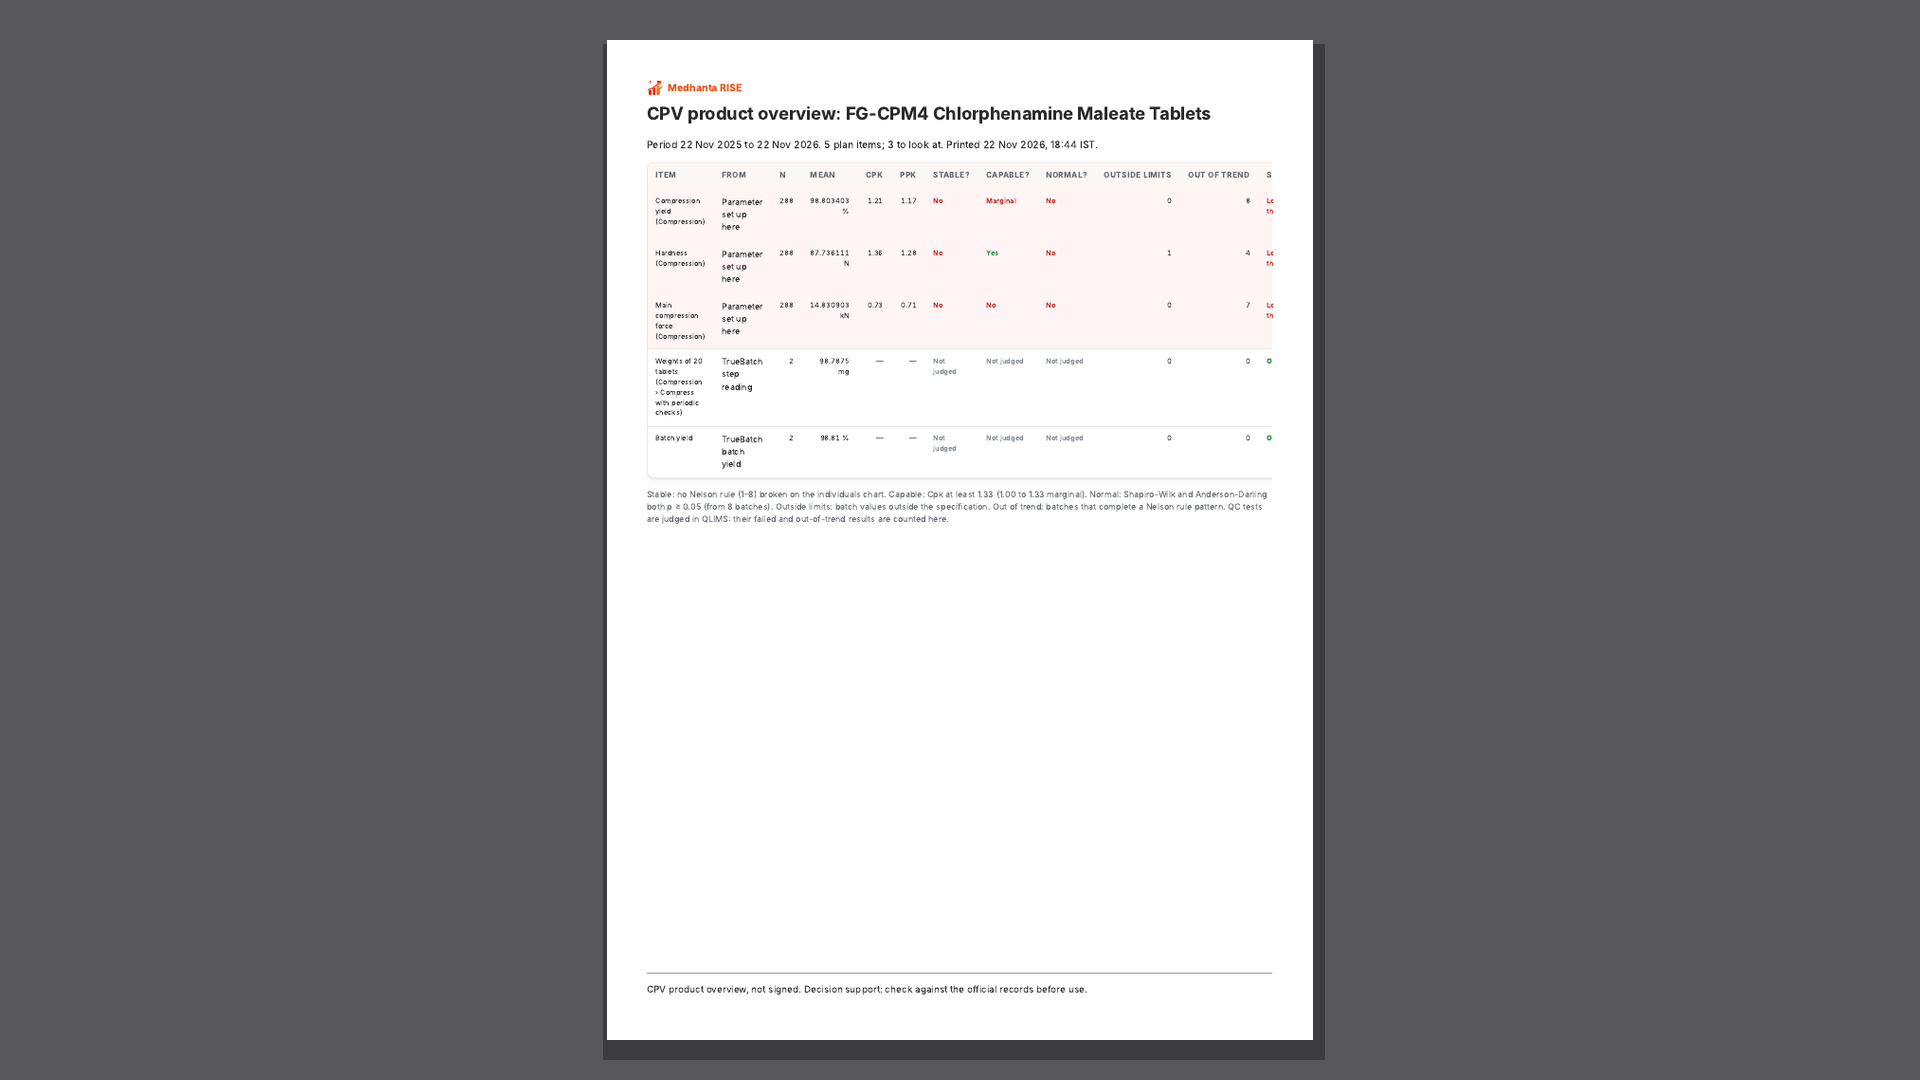 Medhanta RISE
CPV product overview: FG-CPM4 Chlorphenamine Maleate Tablets
Period 22 Nov 2025 to 22 Nov 2026. 5 plan items; 3 to look at. Printed 22 Nov 2026, 18:44 IST.
ITEM FROM N MEAN CPK PPK STABLE? CAPABLE? NORMAL? OUTSIDE LIMITS OUT OF TREND
Compression yield (Compression) Parameter set up here 288 98.803403 % 1.21 1.17 No Marginal No 0 8
Hardness (Compression) Parameter set up here 288 87.736111 N 1.36 1.28 No Yes No 1 4
Main compression force (Compression) Parameter set up here 288 14.830903 kN 0.73 0.71 No No No 0 7
Weights of 20 tablets (Compression › Compress with periodic checks) TrueBatch step reading 2 98.7875 mg — — Not judged Not judged Not judged 0 0
Batch yield TrueBatch batch yield 2 98.81 % — — Not judged Not judged Not judged 0 0
Stable: no Nelson rule (1–8) broken on the individuals chart. Capable: Cpk at least 1.33 (1.00 to 1.33 marginal). Normal: Shapiro-Wilk and Anderson-Darling
both p ≥ 0.05 (from 8 batches). Outside limits: batch values outside the specification. Out of trend: batches that complete a Nelson rule pattern. QC tests
are judged in QLIMS: their failed and out-of-trend results are counted here.
CPV product overview, not signed. Decision support: check against the official records before use.